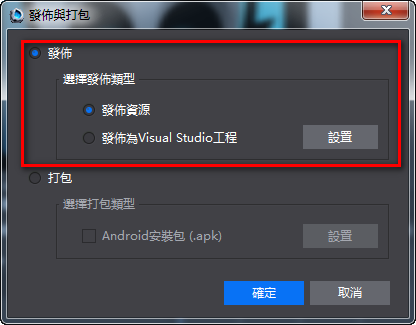 發佈與打包
發佈
選擇發佈類型
發佈資源
發佈為Visual Studio工程
設置
打包
選擇打包類型
Android安裝包 (.apk)
設置
確定
取消